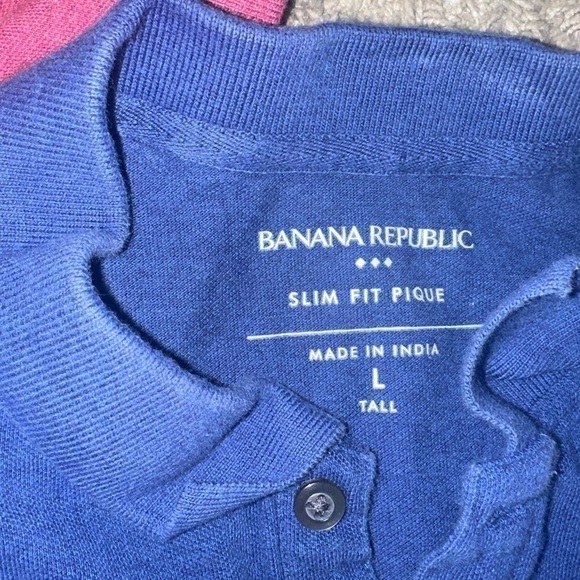 BANANA REPUBLIC
SLIM FIT PIQUE
MADE IN INDIA
L
TALL